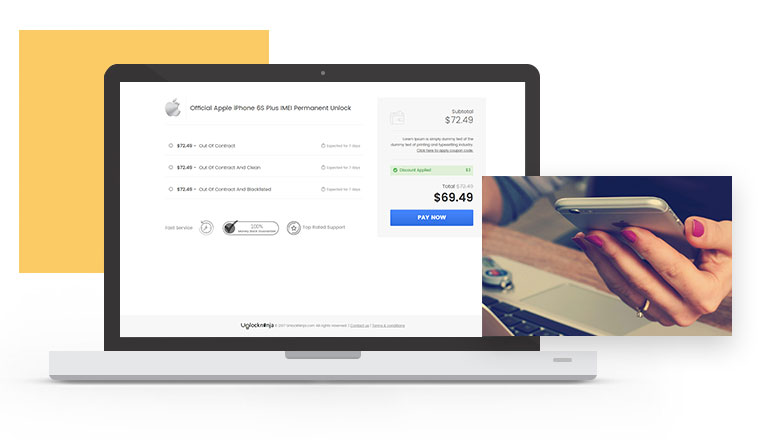 Official Apple iPhone 6S Plus IMEI Permanent Unlock
$72.49 - Out Of Contract
Expected for 7 days
$72.49 - Out Of Contract And Clean
Expected for 7 days
$72.49 - Out Of Contract And Blacklisted
Expected for 7 days
Fast Service
100%
Money Back Guarantee
Top Rated Support
Subtotal
$72.49
Lorem Ipsum is simply dummy text of the
dummy text of printing and typesetting industry.
Click here to apply coupon code.
Discount Applied
Total $72.49
$69.49
PAY NOW
Unlockninja © 2017 Unlockninja.com. All rights reserved. | Contact us | Terms & conditions